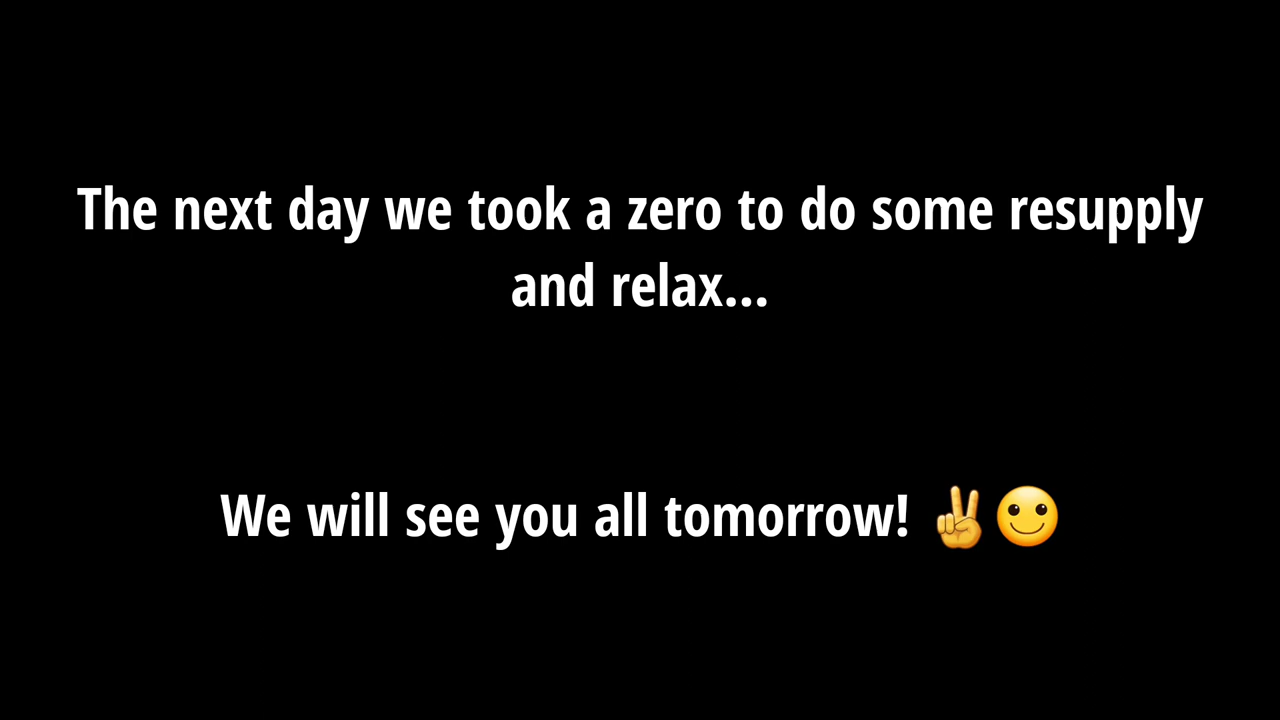 The next day we took a zero to do some resupply
and relax...
We will see you all tomorrow! ✌🙂